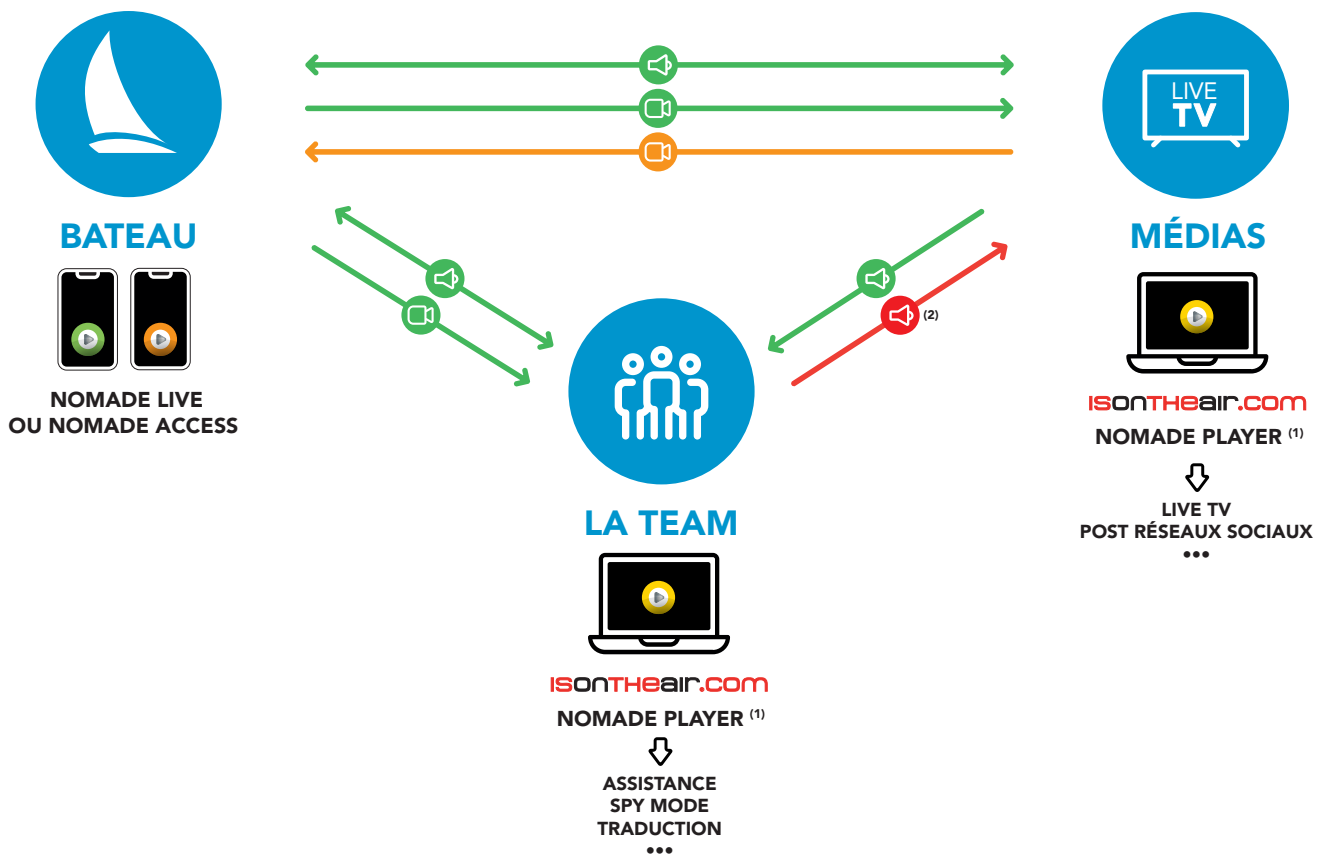 LIVE
TV
BATEAU
MÉDIAS
(2)
NOMADE LIVE
OU NOMADE ACCESS
ISONTHEAIR.COM
NOMADE PLAYER (1)
LIVE TV
POST RÉSEAUX SOCIAUX
•••
LA TEAM
ISONTHEAIR.COM
NOMADE PLAYER (1)
ASSISTANCE
SPY MODE
TRADUCTION
•••